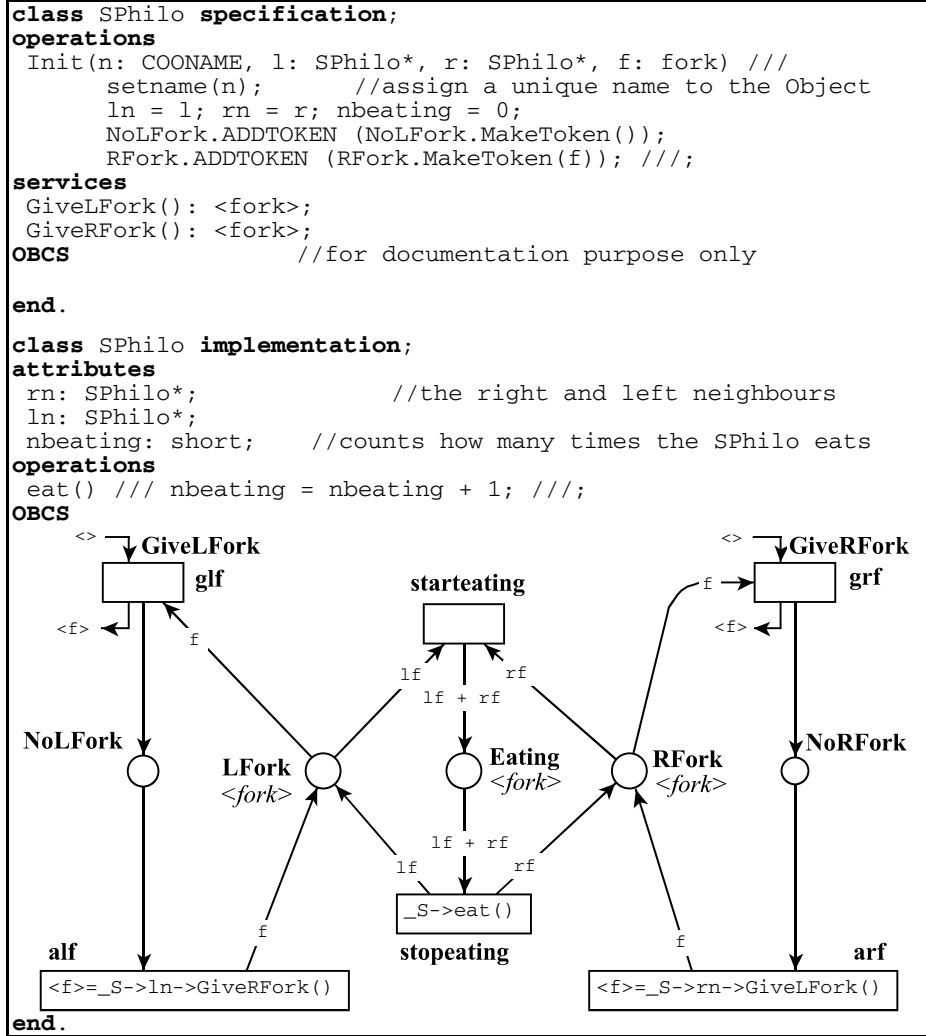 class SPhilo specification;
operations
Init(n: COONAME, l: SPhilo*, r: SPhilo*, f: fork) ///
setname(n); //assign a unique name to the Object
ln = l; rn = r; nbeating = 0;
NoLFork.ADDTOKEN (NoLFork.MakeToken());
RFork.ADDTOKEN (RFork.MakeToken(f)); ///;
services
GiveLFork(): <fork>;
GiveRFork(): <fork>;
OBCS //for documentation purpose only
end.
class SPhilo implementation;
attributes
rn: SPhilo*; //the right and left neighbours
ln: SPhilo*;
nbeating: short; //counts how many times the SPhilo eats
operations
eat() /// nbeating = nbeating + 1; ///;
OBCS
<> GiveLFork <> GiveRFork
glf starteating f grf
<f> <f>
f
lf rf
lf + rf
NoLFork LFork Eating RFork NoRFork
<fork> <fork> <fork>
lf + rf
lf rf
_S->eat()
f f
alf stopeating arf
<f>=_S->ln->GiveRFork() <f>=_S->rn->GiveLFork()
end.